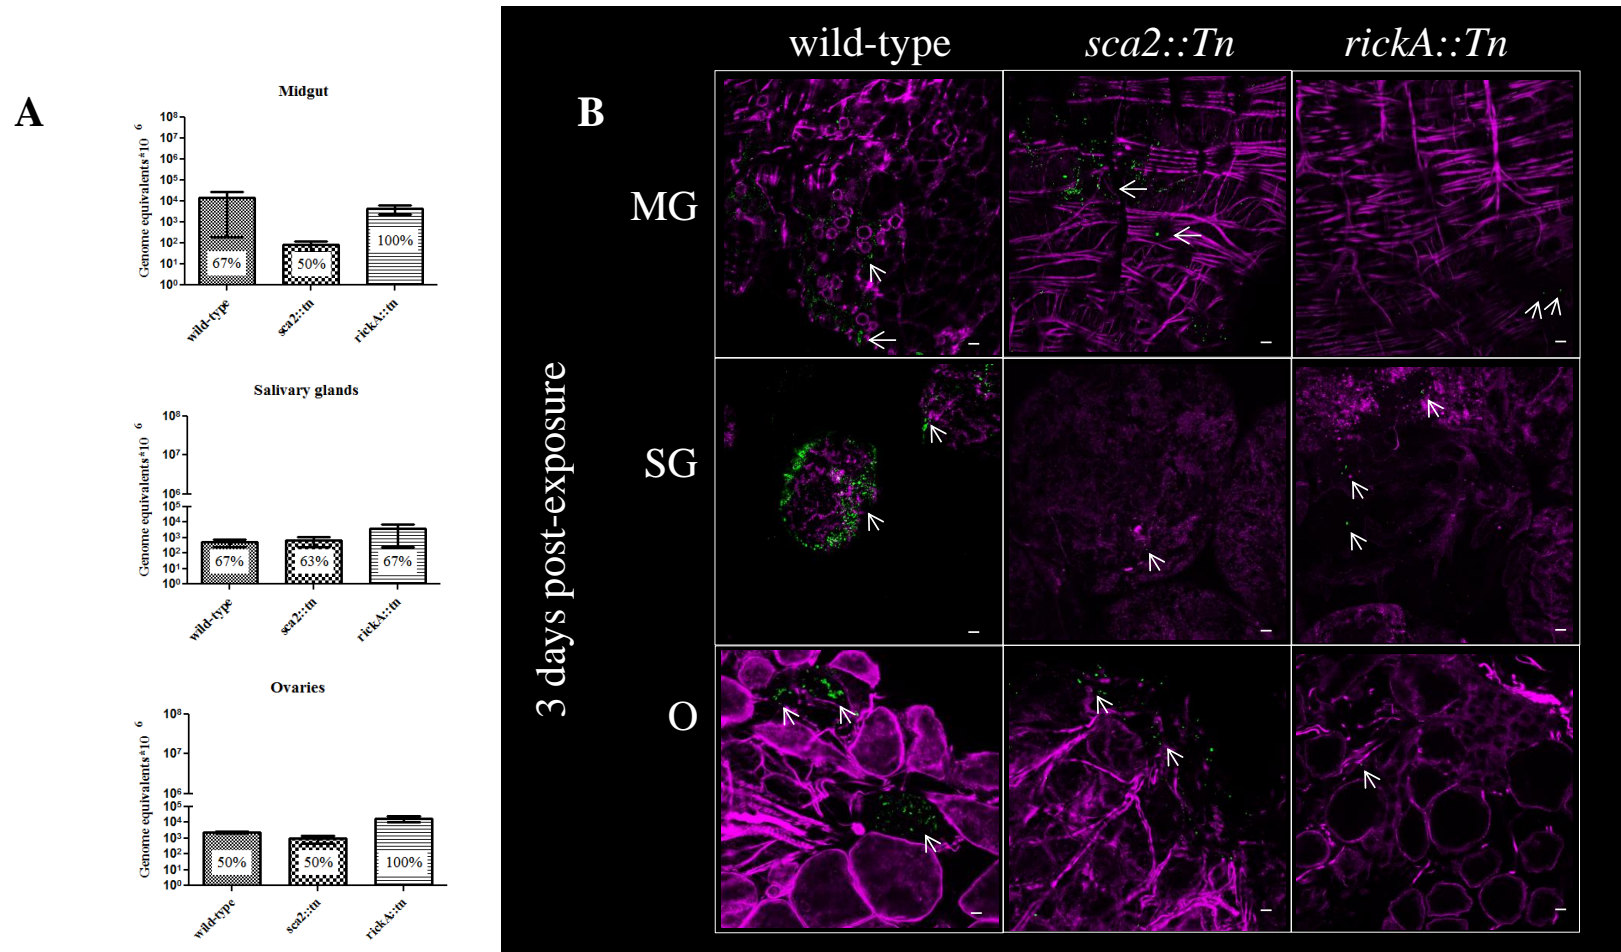 A
Midgut
Genome equivalents*10 6
10⁸
10⁷
10⁶
10⁵
10⁴
10³
10²
10¹
10⁰
67%
50%
100%
wild-type
sca2::tn
rickA::tn
Salivary glands
Genome equivalents*10 6
10⁸
10⁷
10⁶
10⁵
10⁴
10³
10²
10¹
10⁰
67%
63%
67%
wild-type
sca2::tn
rickA::tn
Ovaries
Genome equivalents*10 6
10⁸
10⁷
10⁶
10⁵
10⁴
10³
10²
10¹
10⁰
50%
50%
100%
wild-type
sca2::tn
rickA::tn
B
wild-type
sca2::Tn
rickA::Tn
3 days post-exposure
MG
SG
O